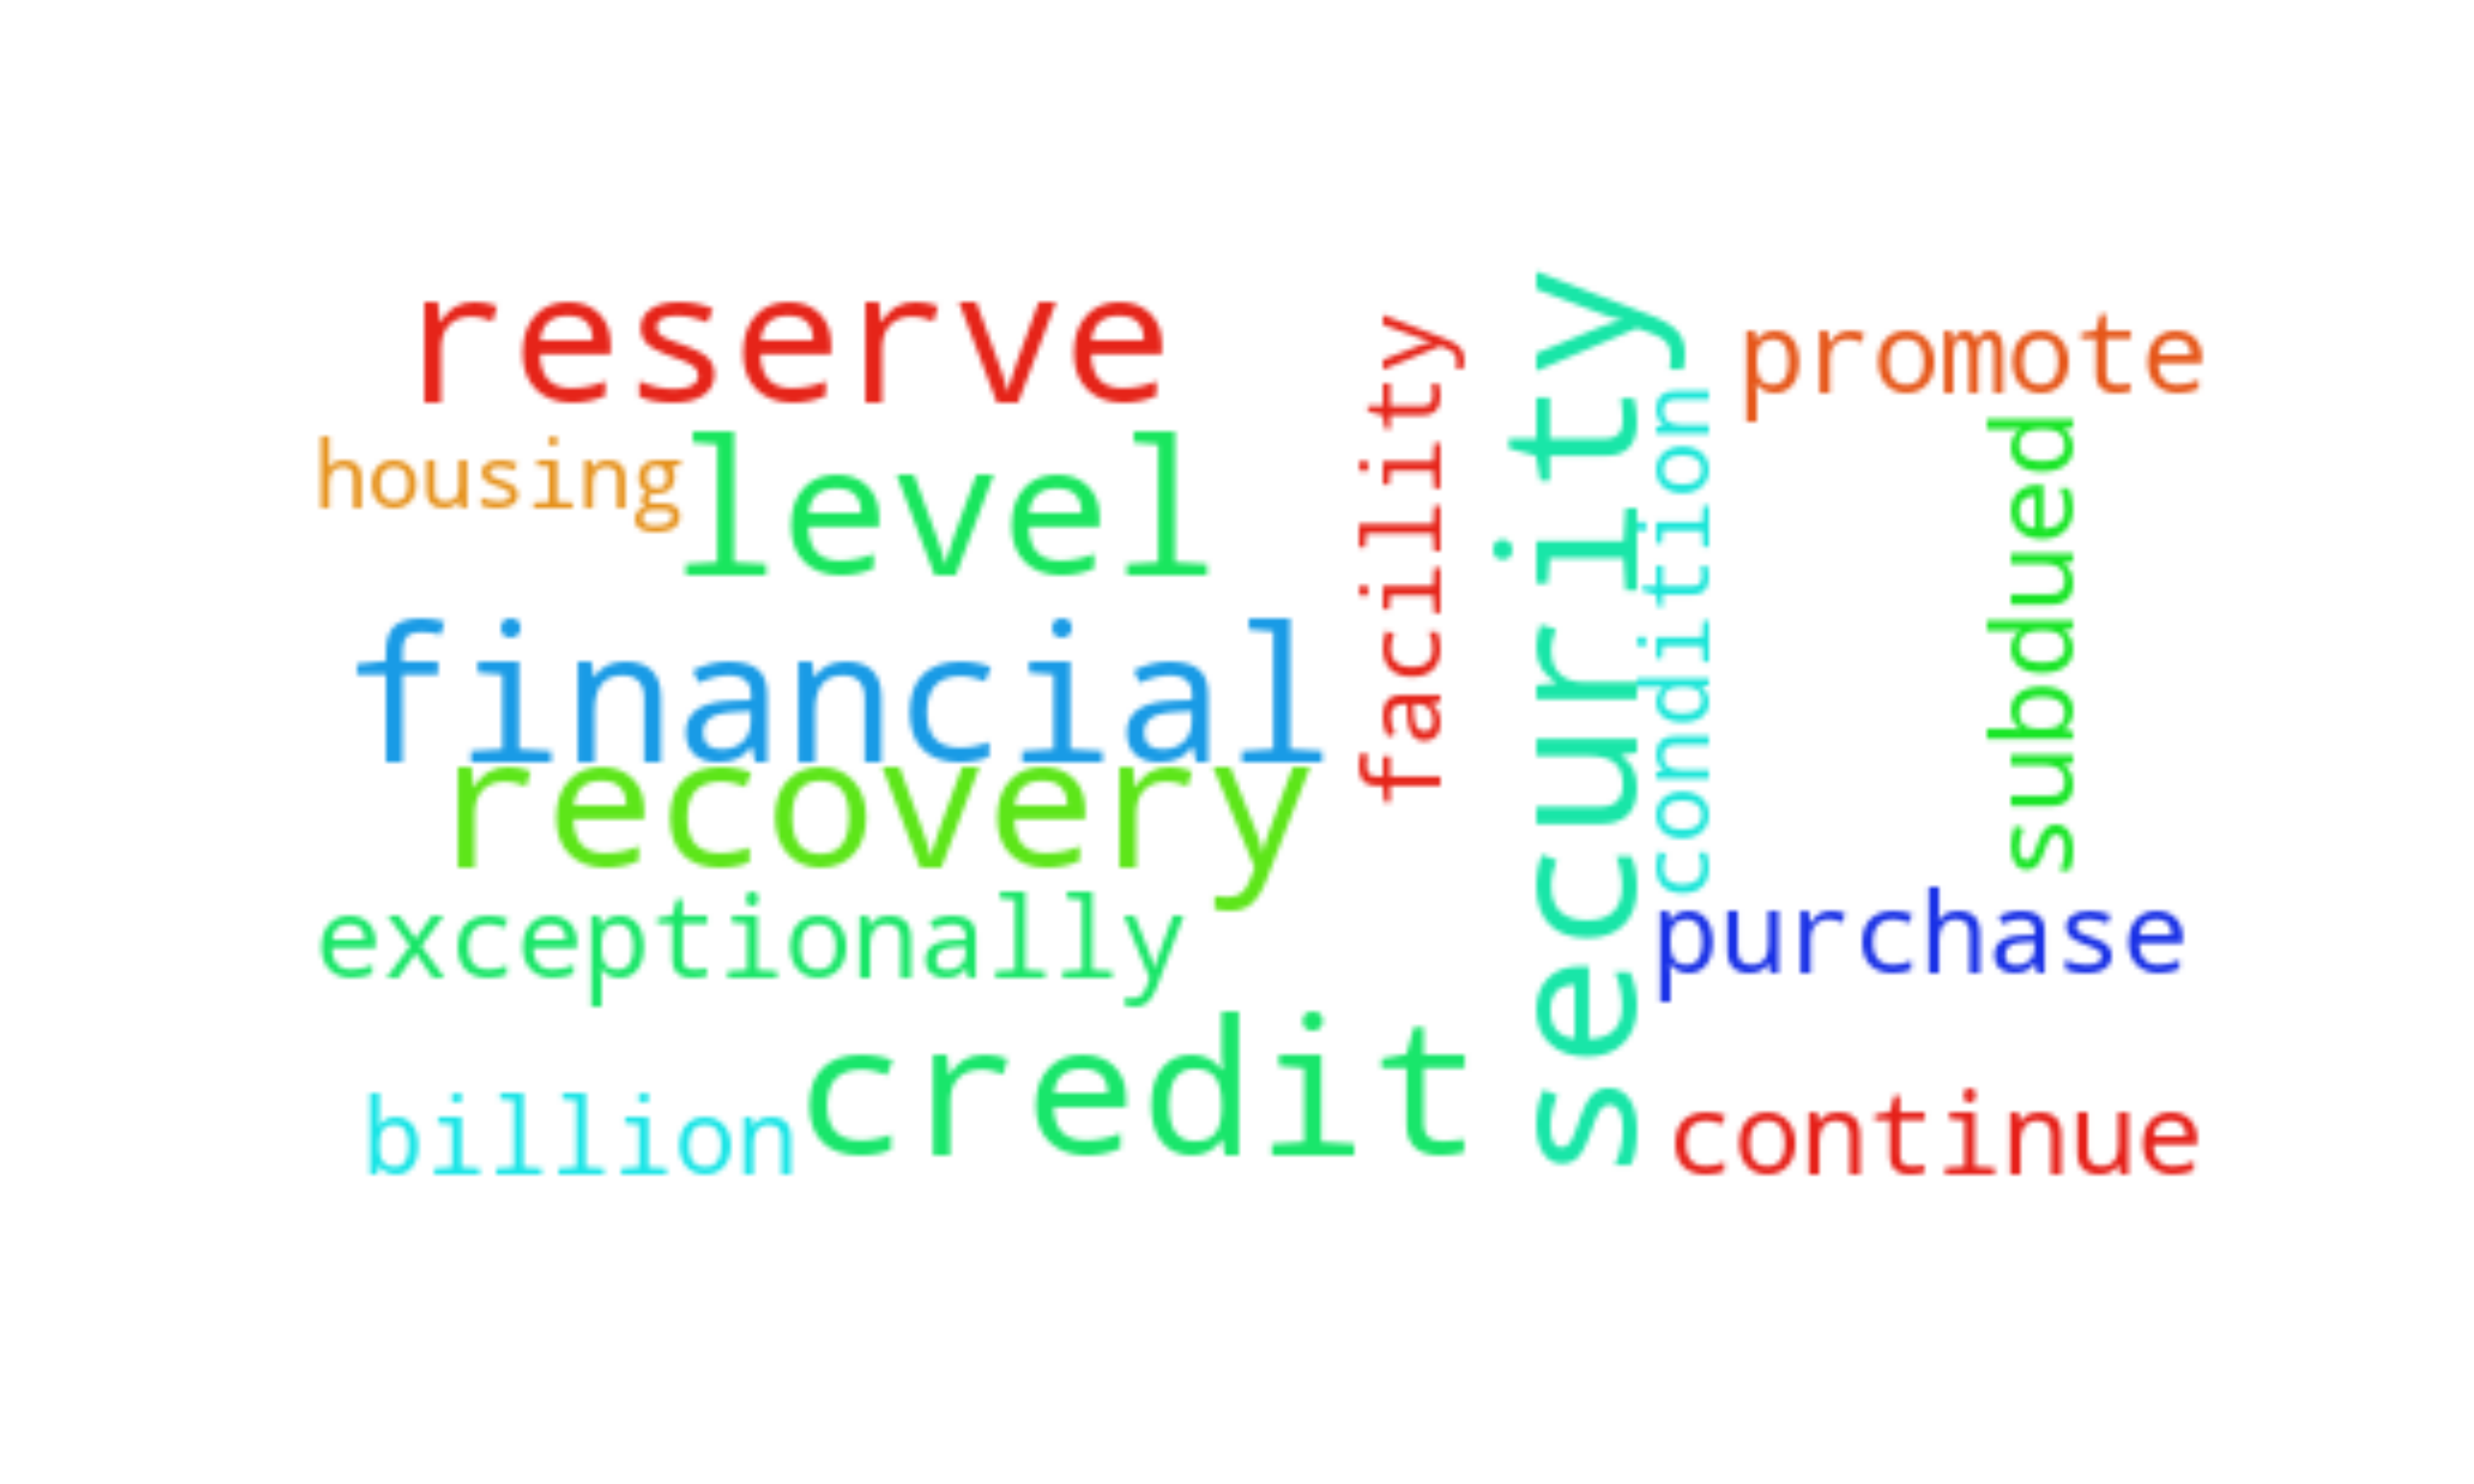 reserve
housing
level
financial
recovery
exceptionally
credit
billion
facility
security
condition
promote
subdued
purchase
continue